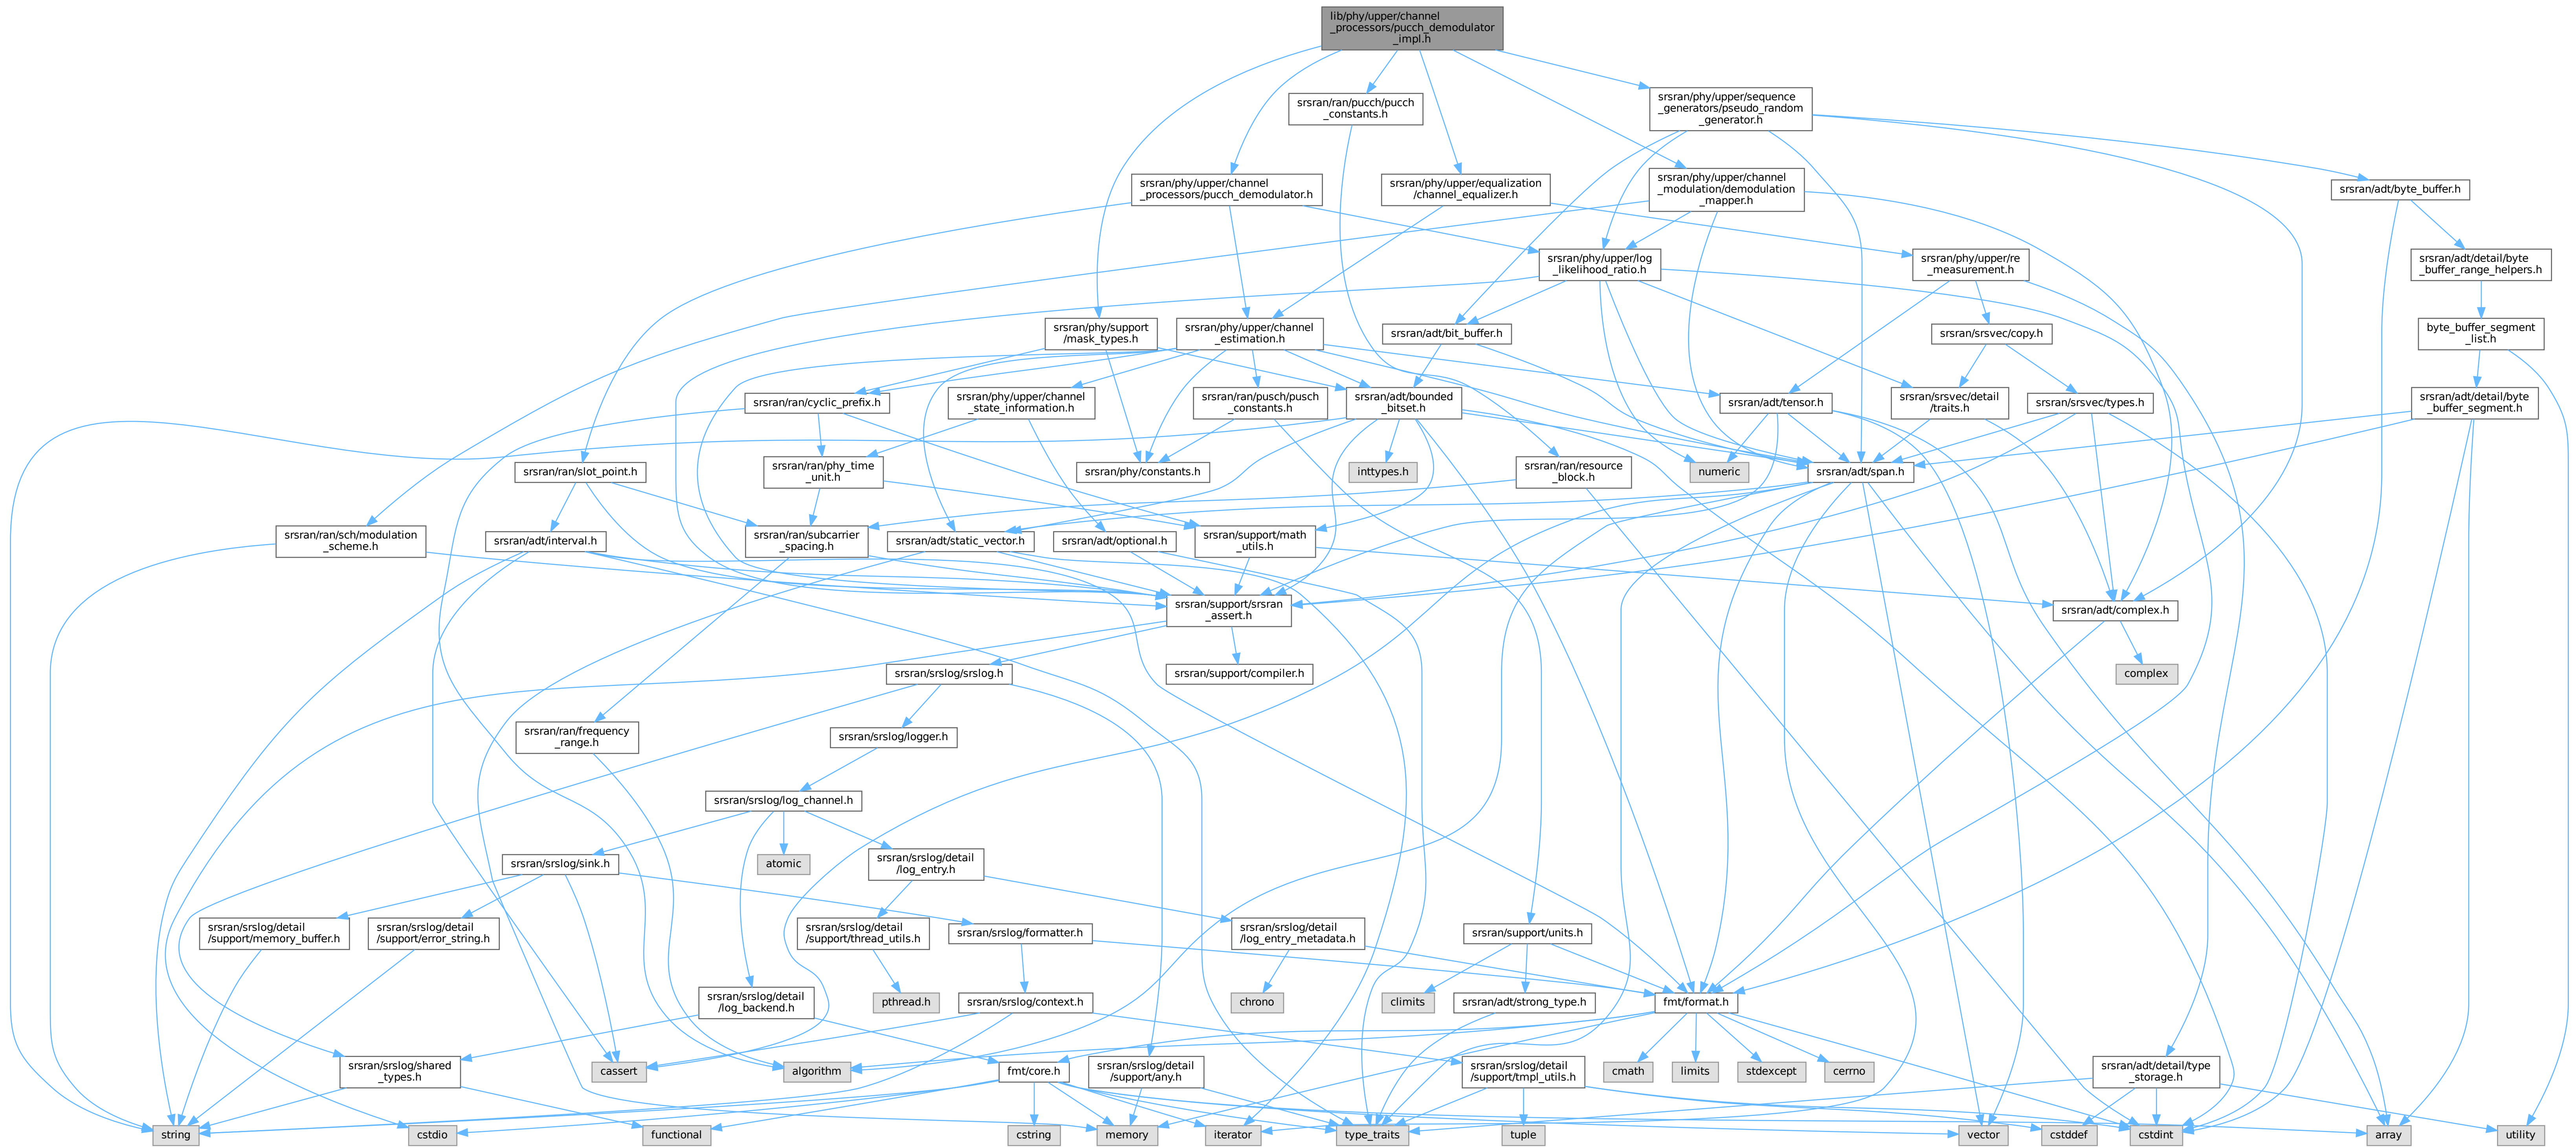 lib/phy/upper/channel
_processors/pucch_demodulator
_impl.h
srsran/phy/upper/sequence
_generators/pseudo_random
_generator.h
srsran/ran/pucch/pucch
_constants.h
srsran/phy/upper/channel
_processors/pucch_demodulator.h
srsran/phy/upper/equalization
/channel_equalizer.h
srsran/phy/upper/channel
_modulation/demodulation
_mapper.h
srsran/adt/byte_buffer.h
srsran/phy/upper/log
_likelihood_ratio.h
srsran/phy/upper/re
_measurement.h
srsran/adt/detail/byte
_buffer_range_helpers.h
srsran/phy/support
/mask_types.h
srsran/phy/upper/channel
_estimation.h
srsran/adt/bit_buffer.h
srsran/srsvec/copy.h
byte_buffer_segment
_list.h
srsran/ran/cyclic_prefix.h
srsran/phy/upper/channel
_state_information.h
srsran/ran/pusch/pusch
_constants.h
srsran/adt/bounded
_bitset.h
srsran/adt/tensor.h
srsran/srsvec/detail
/traits.h
srsran/srsvec/types.h
srsran/adt/detail/byte
_buffer_segment.h
srsran/ran/slot_point.h
srsran/ran/phy_time
_unit.h
srsran/phy/constants.h
inttypes.h
srsran/ran/resource
_block.h
numeric
srsran/adt/span.h
srsran/ran/sch/modulation
_scheme.h
srsran/adt/interval.h
srsran/ran/subcarrier
_spacing.h
srsran/adt/static_vector.h
srsran/adt/optional.h
srsran/support/math
_utils.h
srsran/support/srsran
_assert.h
srsran/adt/complex.h
srsran/srslog/srslog.h
srsran/support/compiler.h
complex
srsran/ran/frequency
_range.h
srsran/srslog/logger.h
srsran/srslog/log_channel.h
srsran/srslog/sink.h
atomic
srsran/srslog/detail
/log_entry.h
srsran/srslog/detail
/support/memory_buffer.h
srsran/srslog/detail
/support/error_string.h
srsran/srslog/detail
/support/thread_utils.h
srsran/srslog/formatter.h
srsran/srslog/detail
/log_entry_metadata.h
srsran/support/units.h
srsran/srslog/detail
/log_backend.h
pthread.h
srsran/srslog/context.h
chrono
climits
srsran/adt/strong_type.h
fmt/format.h
srsran/srslog/shared
_types.h
cassert
algorithm
fmt/core.h
srsran/srslog/detail
/support/any.h
srsran/srslog/detail
/support/tmpl_utils.h
cmath
limits
stdexcept
cerrno
srsran/adt/detail/type
_storage.h
string
cstdio
functional
cstring
memory
iterator
type_traits
tuple
vector
cstddef
cstdint
array
utility